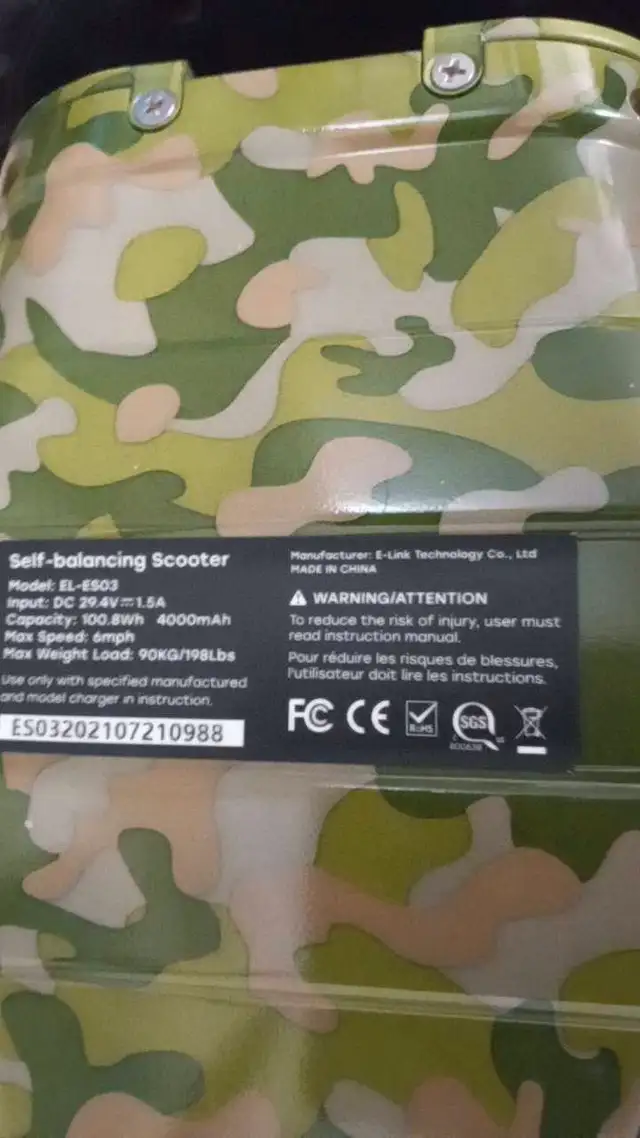 Self-balancing Scooter
Model: EL-ES03
Input: DC 29.4V⎓1.5A
Capacity: 100.8Wh 4000mAh
Max Speed: 6mph
Max Weight Load: 90KG/198Lbs
Use only with specified manufactured
and model charger in instruction.
ES03202107210988
Manufacturer: E-Link Technology Co., Ltd
MADE IN CHINA
WARNING/ATTENTION
To reduce the risk of injury, user must
read instruction manual.
Pour réduire les risques de blessures,
l'utilisateur doit lire les instructions.
FC CE RoHS SGS